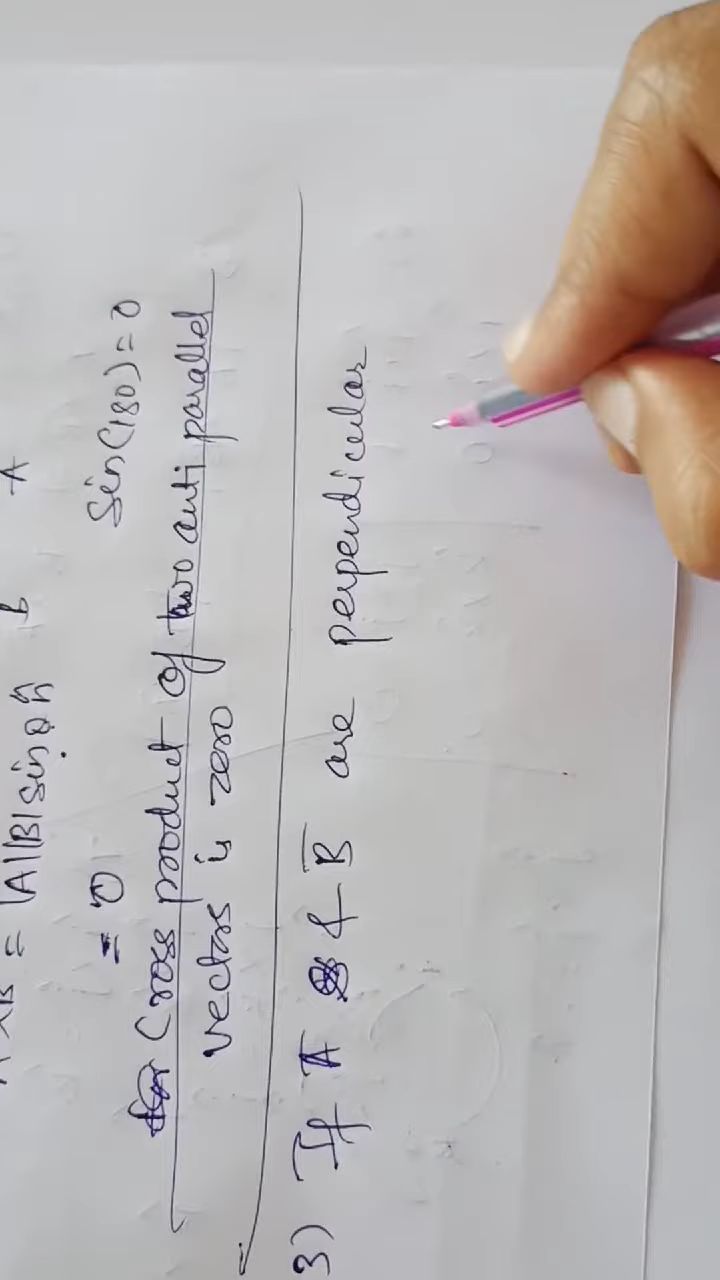 A × B = |A||B| sinθ n̂ B A
= 0 Sin(180) = 0
Cross product of two anti parallel
vectors is zero
3) If A & B are perpendicular